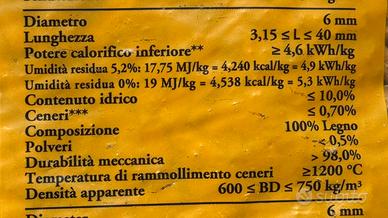 Diametro 6 mm
Lunghezza 3,15 ≤ L ≤ 40 mm
Potere calorifico inferiore** ≥ 4,6 kWh/kg
Umidità residua 5,2%: 17,75 MJ/kg = 4,240 kcal/kg = 4,9 kWh/kg
Umidità residua 0%: 19 MJ/kg = 4,538 kcal/kg = 5,3 kWh/kg
Contenuto idrico ≤ 10,0%
Ceneri*** ≤ 0,70%
Composizione 100% Legno
Polveri < 0,5%
Durabilità meccanica > 98,0%
Temperatura di rammollimento ceneri ≥1200 °C
Densità apparente 600 ≤ BD ≤ 750 kg/m³
6 mm
subito